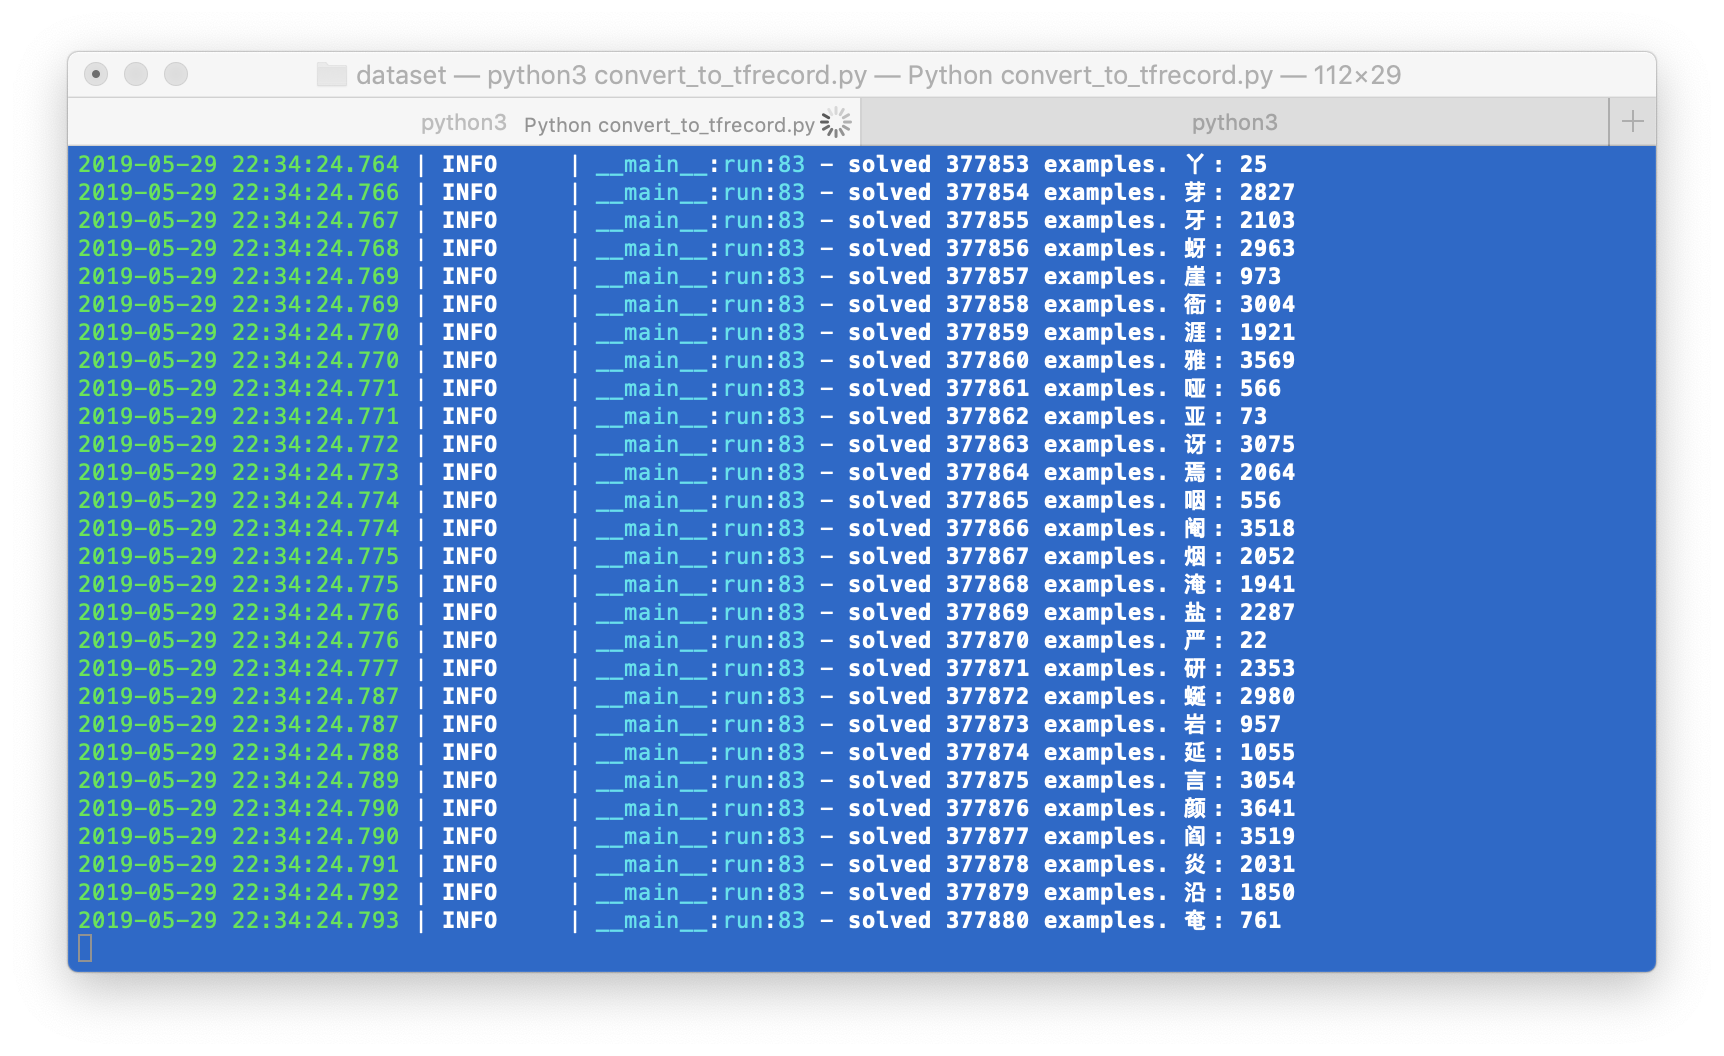 dataset — python3 convert_to_tfrecord.py — Python convert_to_tfrecord.py — 112×29
python3 Python convert_to_tfrecord.py python3
2019-05-29 22:34:24.764 | INFO     | __main__:run:83 - solved 377853 examples. 丫: 25
2019-05-29 22:34:24.766 | INFO     | __main__:run:83 - solved 377854 examples. 芽: 2827
2019-05-29 22:34:24.767 | INFO     | __main__:run:83 - solved 377855 examples. 牙: 2103
2019-05-29 22:34:24.768 | INFO     | __main__:run:83 - solved 377856 examples. 蚜: 2963
2019-05-29 22:34:24.769 | INFO     | __main__:run:83 - solved 377857 examples. 崖: 973
2019-05-29 22:34:24.769 | INFO     | __main__:run:83 - solved 377858 examples. 衙: 3004
2019-05-29 22:34:24.770 | INFO     | __main__:run:83 - solved 377859 examples. 涯: 1921
2019-05-29 22:34:24.770 | INFO     | __main__:run:83 - solved 377860 examples. 雅: 3569
2019-05-29 22:34:24.771 | INFO     | __main__:run:83 - solved 377861 examples. 哑: 566
2019-05-29 22:34:24.771 | INFO     | __main__:run:83 - solved 377862 examples. 亚: 73
2019-05-29 22:34:24.772 | INFO     | __main__:run:83 - solved 377863 examples. 讶: 3075
2019-05-29 22:34:24.773 | INFO     | __main__:run:83 - solved 377864 examples. 焉: 2064
2019-05-29 22:34:24.774 | INFO     | __main__:run:83 - solved 377865 examples. 咽: 556
2019-05-29 22:34:24.774 | INFO     | __main__:run:83 - solved 377866 examples. 阉: 3518
2019-05-29 22:34:24.775 | INFO     | __main__:run:83 - solved 377867 examples. 烟: 2052
2019-05-29 22:34:24.775 | INFO     | __main__:run:83 - solved 377868 examples. 淹: 1941
2019-05-29 22:34:24.776 | INFO     | __main__:run:83 - solved 377869 examples. 盐: 2287
2019-05-29 22:34:24.776 | INFO     | __main__:run:83 - solved 377870 examples. 严: 22
2019-05-29 22:34:24.777 | INFO     | __main__:run:83 - solved 377871 examples. 研: 2353
2019-05-29 22:34:24.787 | INFO     | __main__:run:83 - solved 377872 examples. 蜒: 2980
2019-05-29 22:34:24.787 | INFO     | __main__:run:83 - solved 377873 examples. 岩: 957
2019-05-29 22:34:24.788 | INFO     | __main__:run:83 - solved 377874 examples. 延: 1055
2019-05-29 22:34:24.789 | INFO     | __main__:run:83 - solved 377875 examples. 言: 3054
2019-05-29 22:34:24.790 | INFO     | __main__:run:83 - solved 377876 examples. 颜: 3641
2019-05-29 22:34:24.790 | INFO     | __main__:run:83 - solved 377877 examples. 阎: 3519
2019-05-29 22:34:24.791 | INFO     | __main__:run:83 - solved 377878 examples. 炎: 2031
2019-05-29 22:34:24.792 | INFO     | __main__:run:83 - solved 377879 examples. 沿: 1850
2019-05-29 22:34:24.793 | INFO     | __main__:run:83 - solved 377880 examples. 奄: 761